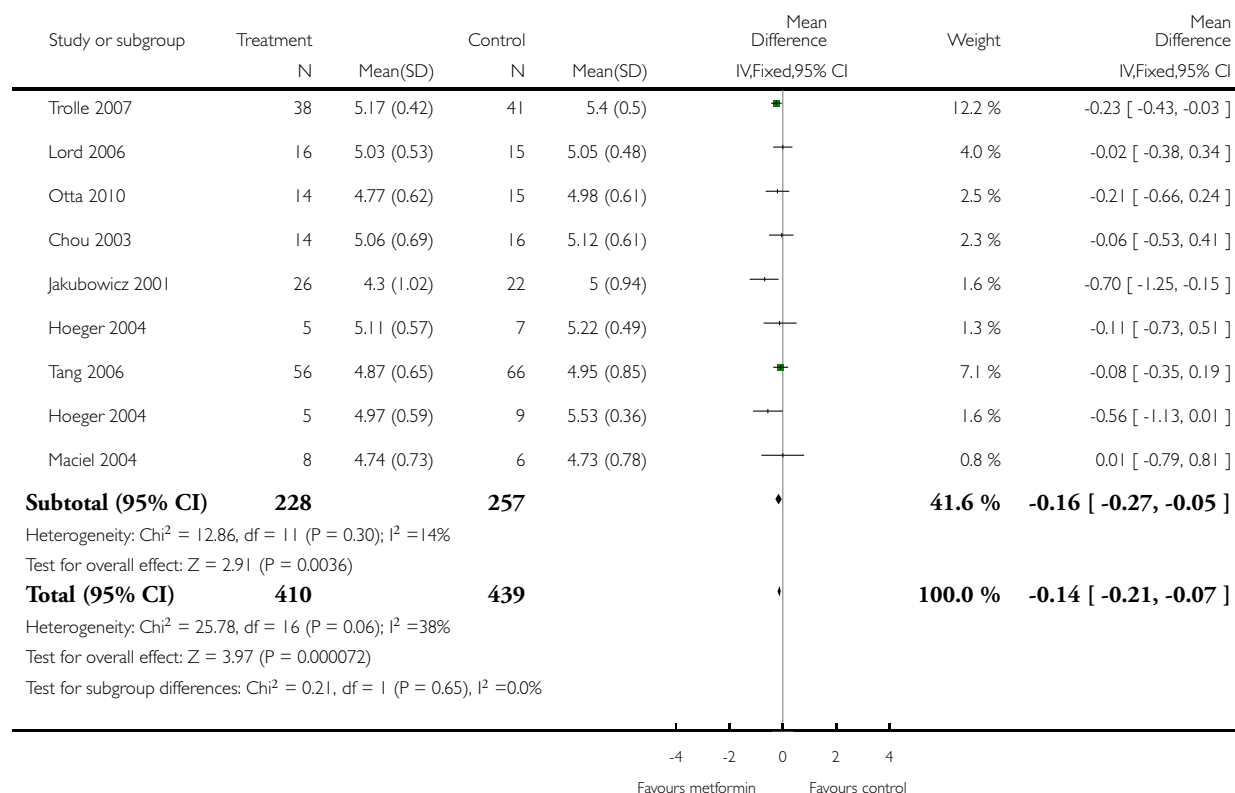 Study or subgroup Treatment Control Mean Difference Weight Mean Difference
N Mean(SD) N Mean(SD) IV,Fixed,95% CI IV,Fixed,95% CI
Trolle 2007 38 5.17 (0.42) 41 5.4 (0.5) 12.2 % -0.23 [ -0.43, -0.03 ]
Lord 2006 16 5.03 (0.53) 15 5.05 (0.48) 4.0 % -0.02 [ -0.38, 0.34 ]
Otta 2010 14 4.77 (0.62) 15 4.98 (0.61) 2.5 % -0.21 [ -0.66, 0.24 ]
Chou 2003 14 5.06 (0.69) 16 5.12 (0.61) 2.3 % -0.06 [ -0.53, 0.41 ]
Jakubowicz 2001 26 4.3 (1.02) 22 5 (0.94) 1.6 % -0.70 [ -1.25, -0.15 ]
Hoeger 2004 5 5.11 (0.57) 7 5.22 (0.49) 1.3 % -0.11 [ -0.73, 0.51 ]
Tang 2006 56 4.87 (0.65) 66 4.95 (0.85) 7.1 % -0.08 [ -0.35, 0.19 ]
Hoeger 2004 5 4.97 (0.59) 9 5.53 (0.36) 1.6 % -0.56 [ -1.13, 0.01 ]
Maciel 2004 8 4.74 (0.73) 6 4.73 (0.78) 0.8 % 0.01 [ -0.79, 0.81 ]
Subtotal (95% CI) 228 257 41.6 % -0.16 [ -0.27, -0.05 ]
Heterogeneity: Chi² = 12.86, df = 11 (P = 0.30); I² =14%
Test for overall effect: Z = 2.91 (P = 0.0036)
Total (95% CI) 410 439 100.0 % -0.14 [ -0.21, -0.07 ]
Heterogeneity: Chi² = 25.78, df = 16 (P = 0.06); I² =38%
Test for overall effect: Z = 3.97 (P = 0.000072)
Test for subgroup differences: Chi² = 0.21, df = 1 (P = 0.65), I² =0.0%
-4 -2 0 2 4
Favours metformin Favours control